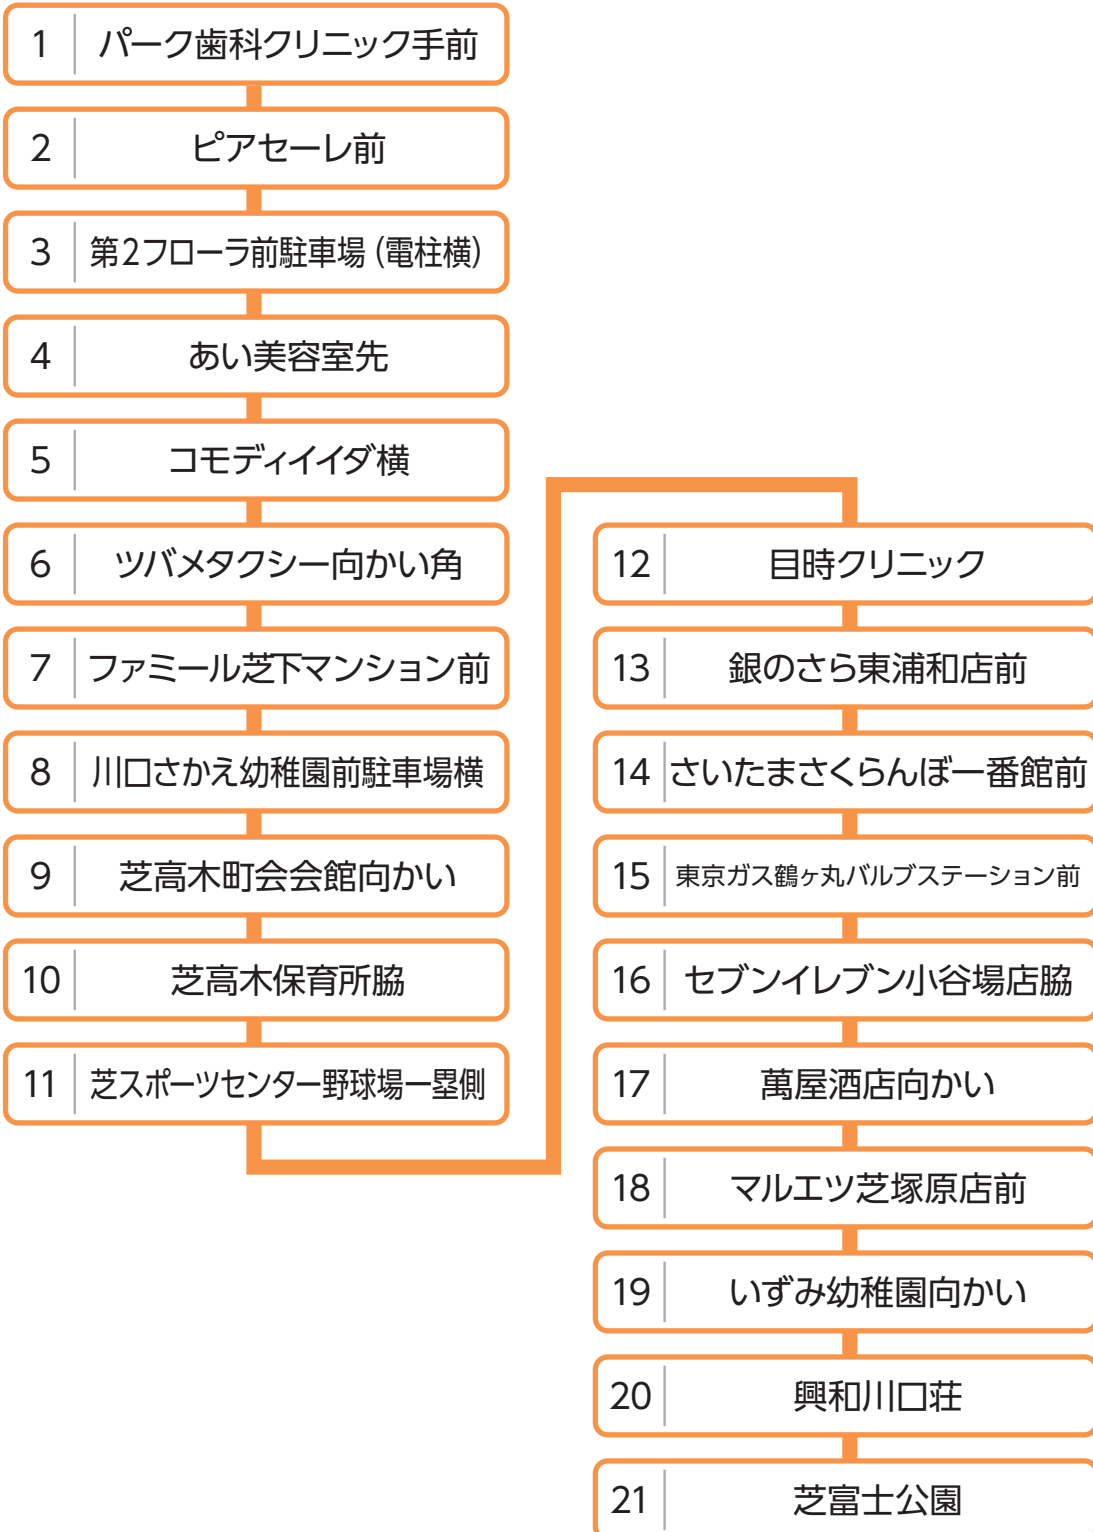 1 パーク歯科クリニック手前
2 ピアセーレ前
3 第2フローラ前駐車場(電柱横)
4 あい美容室先
5 コモディイイダ横
6 ツバメタクシー向かい角
7 ファミール芝下マンション前
8 川口さかえ幼稚園前駐車場横
9 芝高木町会会館向かい
10 芝高木保育所脇
11 芝スポーツセンター野球場一塁側
12 目時クリニック
13 銀のさら東浦和店前
14 さいたまさくらんぼ一番館前
15 東京ガス鶴ヶ丸バルブステーション前
16 セブンイレブン小谷場店脇
17 萬屋酒店向かい
18 マルエツ芝塚原店前
19 いずみ幼稚園向かい
20 興和川口荘
21 芝富士公園